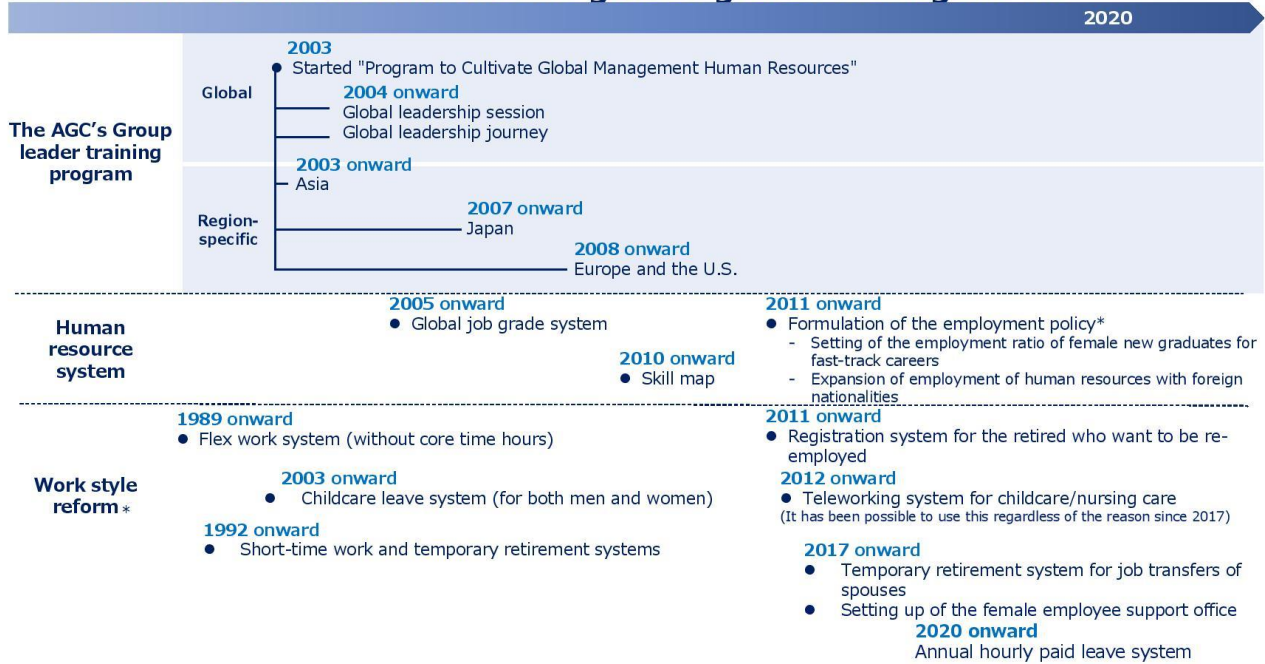 2020
The AGC's Group
leader training
program
Global
2003
Started "Program to Cultivate Global Management Human Resources"
2004 onward
Global leadership session
Global leadership journey
Region-
specific
2003 onward
Asia
2007 onward
Japan
2008 onward
Europe and the U.S.
Human
resource
system
2005 onward
● Global job grade system
2010 onward
● Skill map
2011 onward
● Formulation of the employment policy*
- Setting of the employment ratio of female new graduates for
fast-track careers
- Expansion of employment of human resources with foreign
nationalities
Work style
reform *
1989 onward
● Flex work system (without core time hours)
2003 onward
● Childcare leave system (for both men and women)
1992 onward
● Short-time work and temporary retirement systems
2011 onward
● Registration system for the retired who want to be re-
employed
2012 onward
● Teleworking system for childcare/nursing care
(It has been possible to use this regardless of the reason since 2017)
2017 onward
● Temporary retirement system for job transfers of
spouses
● Setting up of the female employee support office
2020 onward
Annual hourly paid leave system